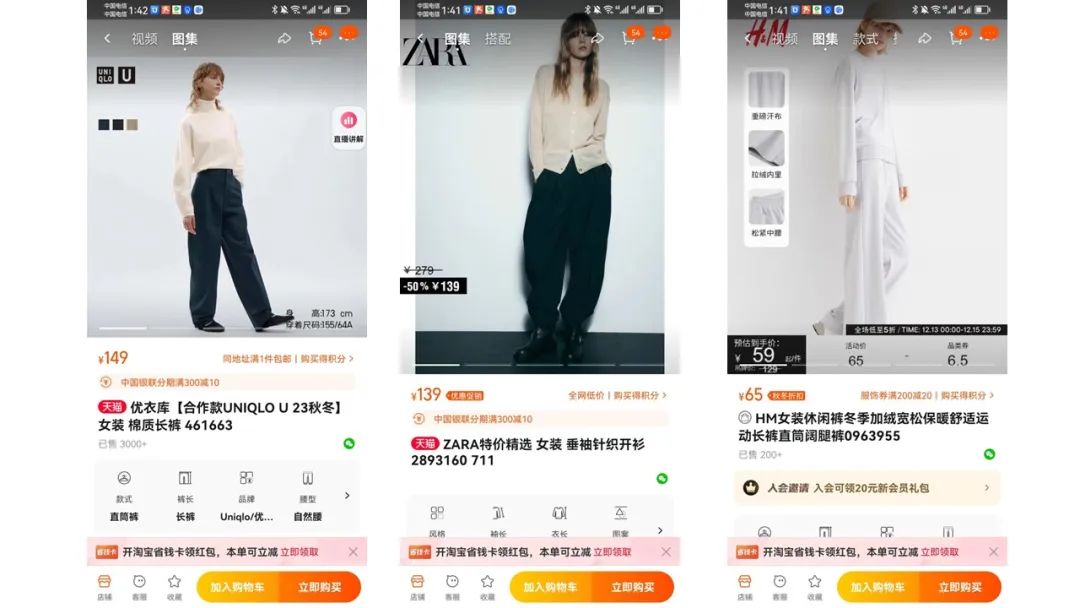 中国电信
中国电信 1:42
54
视频 图集
UNI
QLO U
直播讲解
身 高:173 cm
穿着尺码:155/64A
¥149
同地址满1件包邮 | 购买得积分 >
中国银联分期满300减10
天猫 优衣库【合作款UNIQLO U 23秋冬】
女装 棉质长裤 461663
已售 3000+
款式 裤长 品牌 腰型
直筒裤 长裤 Uniqlo/优... 自然腰
省钱卡 开淘宝省钱卡领红包,本单可立减 立即领取
店铺 客服 收藏 加入购物车 立即购买
中国电信
中国电信 1:41
54
图集 搭配
ZARA
¥ 279
-50% ¥139
¥139 优惠促销
全网低价 | 购买得积分 >
中国银联分期满300减10
天猫 ZARA特价精选 女装 垂袖针织开衫
2893160 711
风格 袖长 衣长 图案
省钱卡 开淘宝省钱卡领红包,本单可立减 立即领取
店铺 客服 收藏 加入购物车 立即购买
中国电信
中国电信 1:41
54
H&M
视频 图集 款式
重磅汗布
拉绒内里
松紧中腰
全场低至5折 / TIME: 12.13 00:00-12.15 23:59
预估到手价:
¥ 59 起/件
吊牌价: 129
活动价
65
-
品类券
6.5
¥65 秋冬折扣
服饰券满200减20 | 购买得积分 >
HM女装休闲裤冬季加绒宽松保暖舒适运
动长裤直筒阔腿裤0963955
已售 200+
入会邀请 入会可领20元新会员礼包 >
省钱卡 开淘宝省钱卡领红包,本单可立减 立即领取
店铺 客服 收藏 加入购物车 立即购买